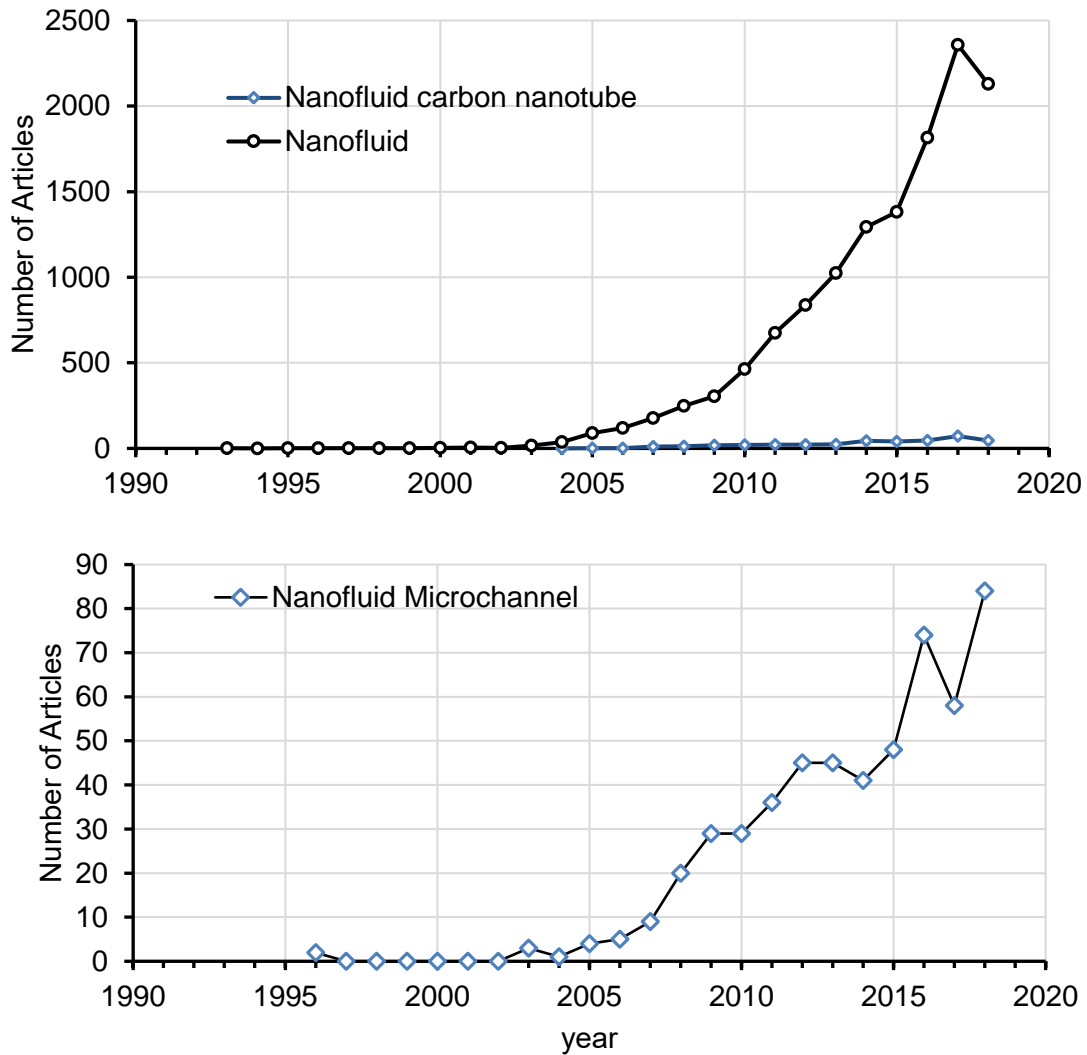 2500
2000
1500
1000
500
0
Number of Articles
Nanofluid carbon nanotube
Nanofluid
1990 1995 2000 2005 2010 2015 2020
90
80
70
60
50
40
30
20
10
0
Number of Articles
Nanofluid Microchannel
1990 1995 2000 2005 2010 2015 2020
year